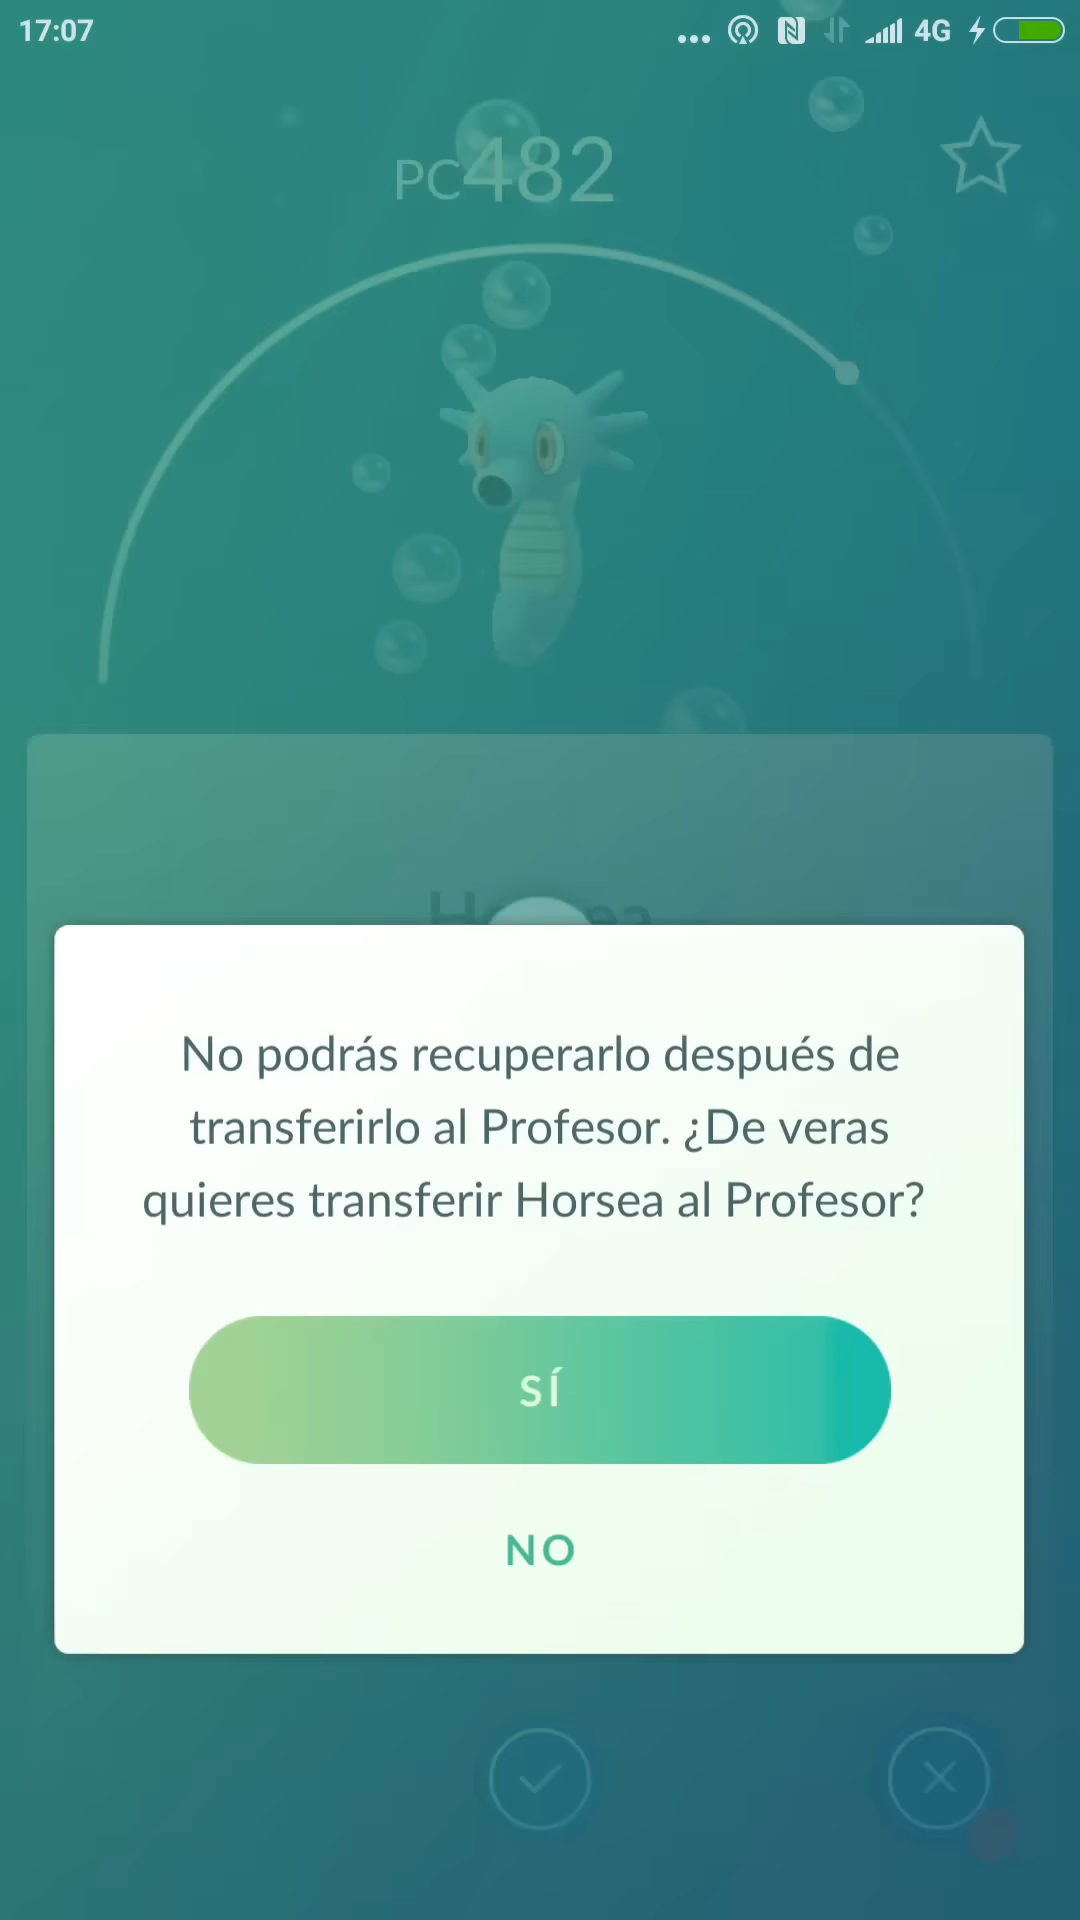 17:07
4G
PC482
Horsea
No podrás recuperarlo después de
transferirlo al Profesor. ¿De veras
quieres transferir Horsea al Profesor?
SÍ
NO